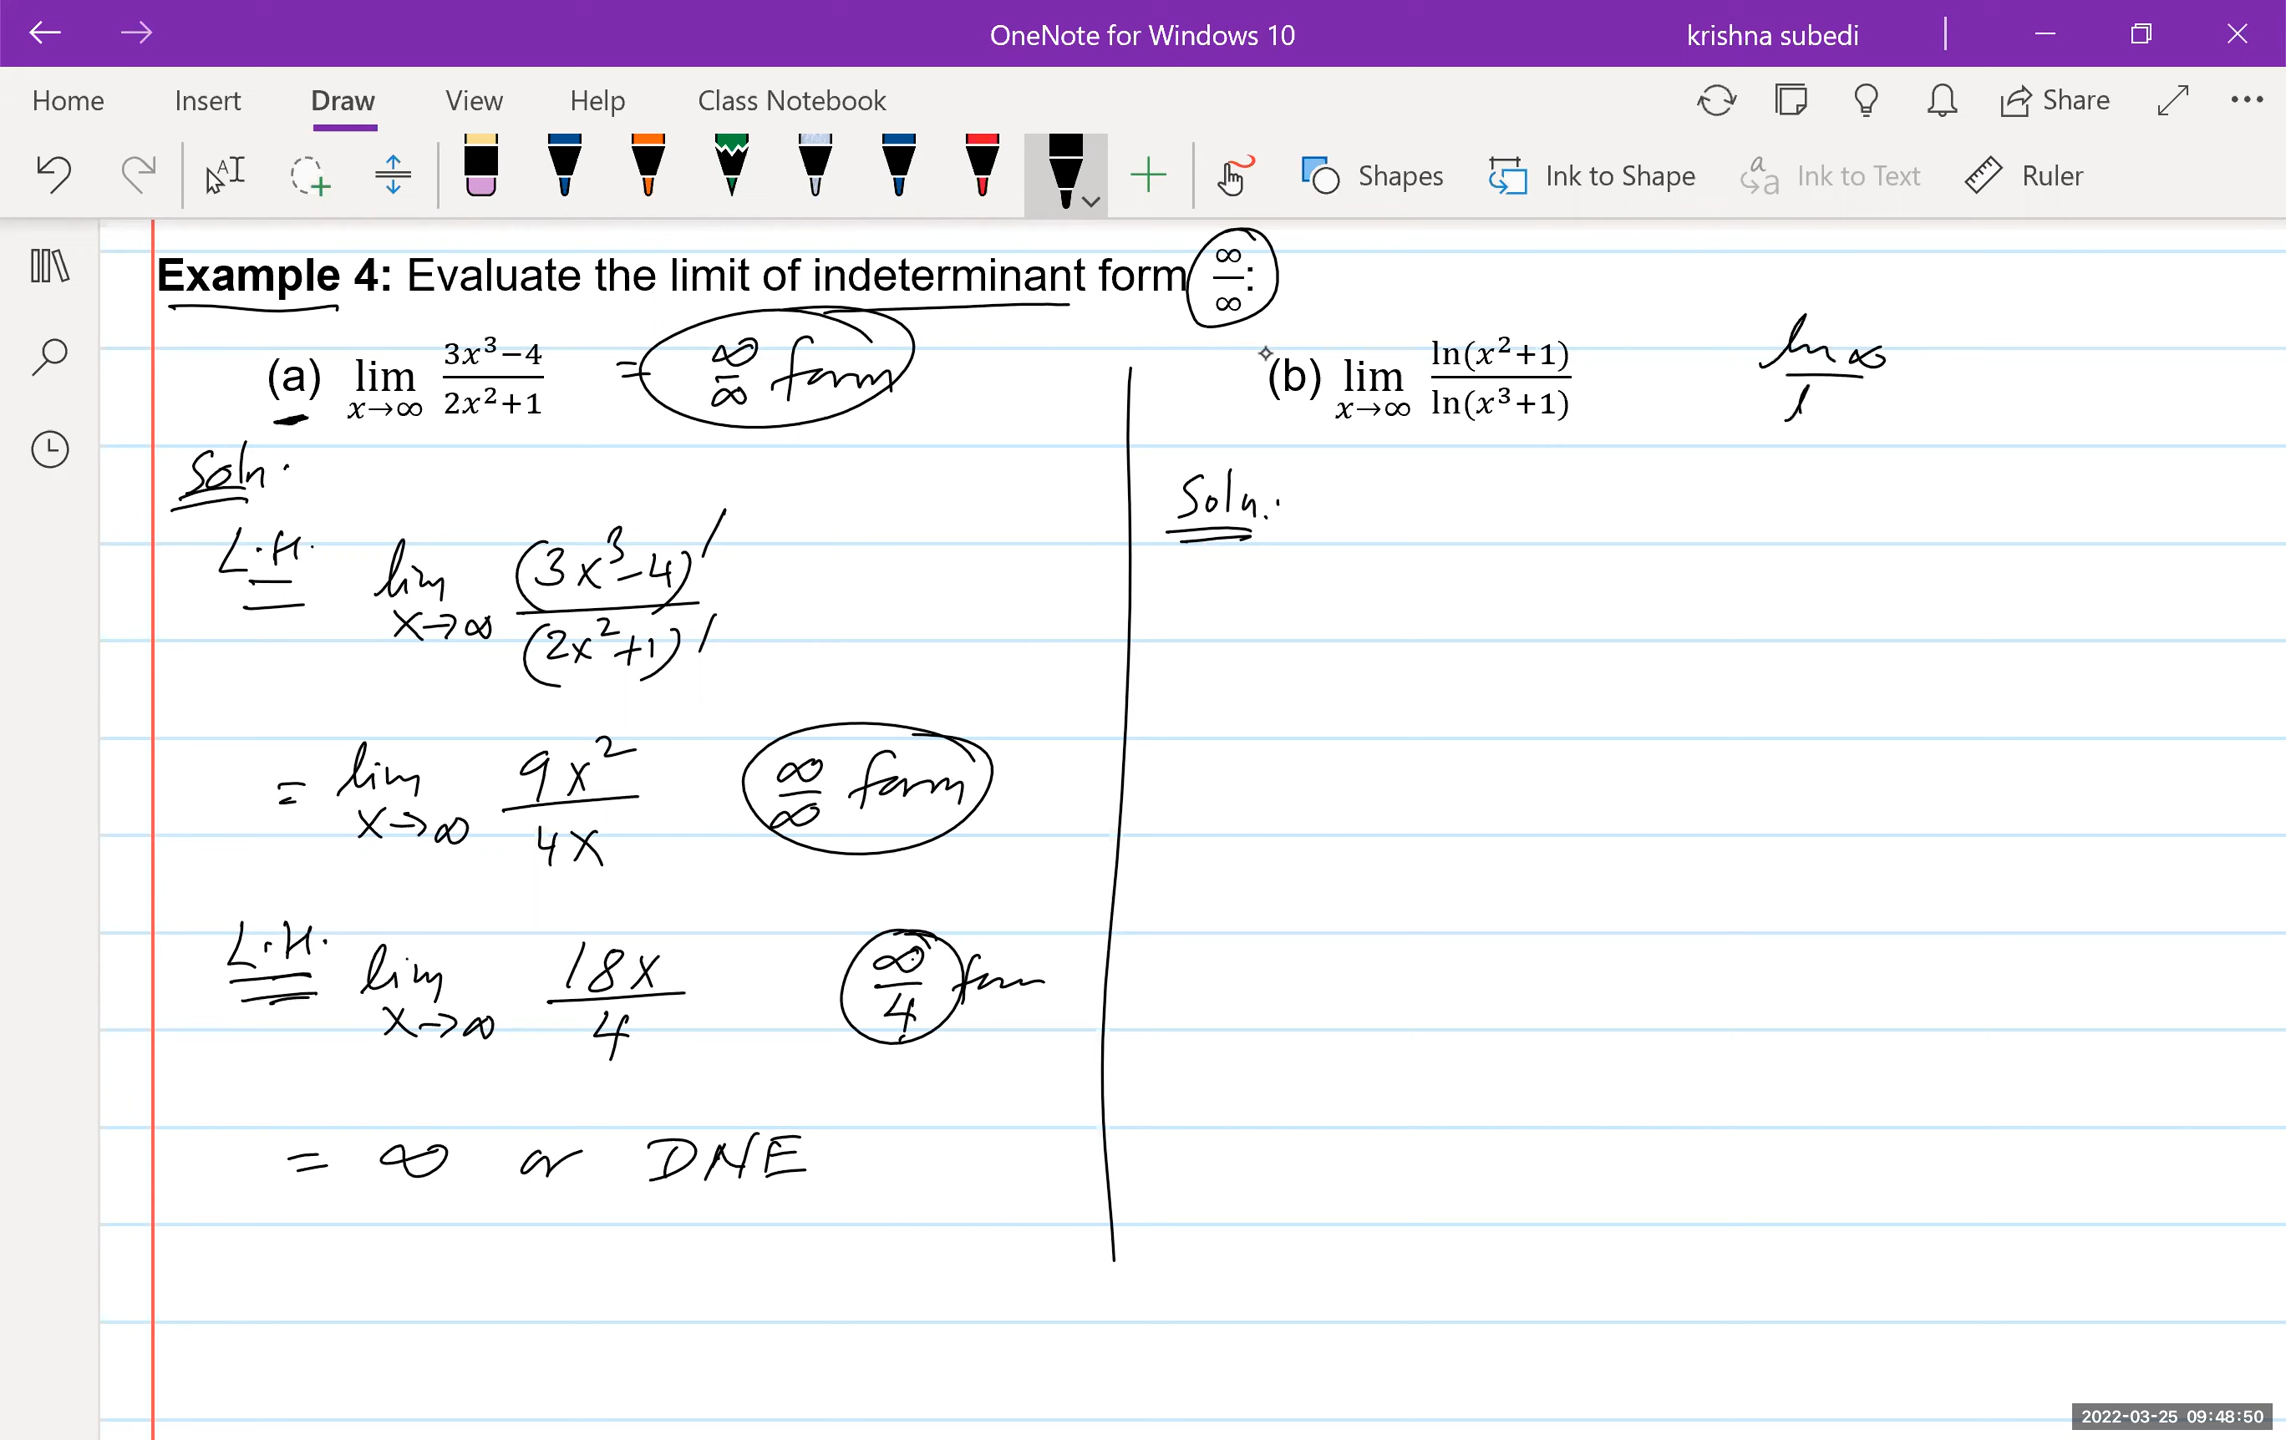 OneNote for Windows 10
krishna subedi
Home Insert Draw View Help Class Notebook
Share
Shapes Ink to Shape Ink to Text Ruler
Example 4: Evaluate the limit of indeterminant form ∞/∞:
(a) lim x→∞ (3x³−4)/(2x²+1) = ∞/∞ form
Soln.
L.H. lim x→∞ (3x³−4)′/(2x²+1)′
= lim x→∞ 9x²/4x ∞/∞ form
L.H. lim x→∞ 18x/4 ∞/4 form
= ∞ or DNE
(b) lim x→∞ ln(x²+1)/ln(x³+1) ln ∞/l
Soln.
2022-03-25 09:48:50